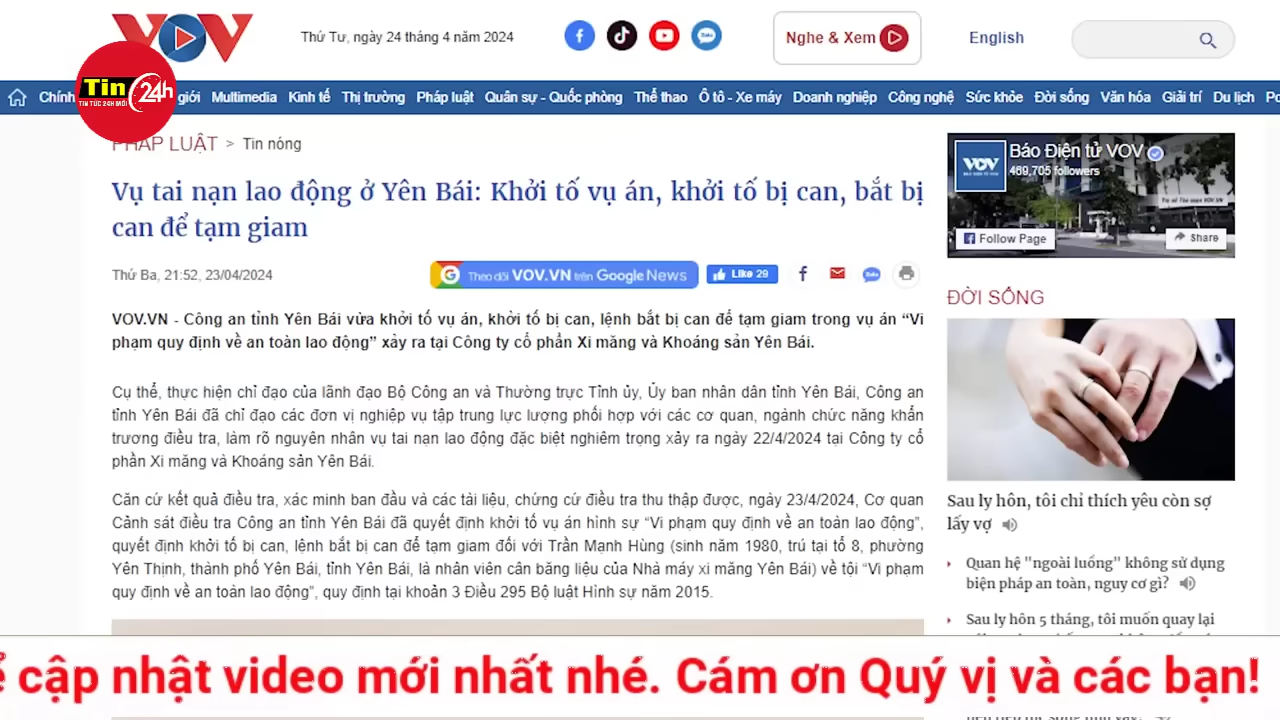 VOV
Thứ Tư, ngày 24 tháng 4 năm 2024
Zalo
Nghe & Xem
English
Tin 24h
TIN TỨC 24H MỚI
Chính giới Multimedia Kinh tế Thị trường Pháp luật Quân sự - Quốc phòng Thể thao Ô tô - Xe máy Doanh nghiệp Công nghệ Sức khỏe Đời sống Văn hóa Giải trí Du lịch
PHÁP LUẬT > Tin nóng
Vụ tai nạn lao động ở Yên Bái: Khởi tố vụ án, khởi tố bị can, bắt bị
can để tạm giam
Thứ Ba, 21:52, 23/04/2024
Theo dõi VOV.VN trên Google News
Like 29
Zalo
VOV.VN - Công an tỉnh Yên Bái vừa khởi tố vụ án, khởi tố bị can, lệnh bắt bị can để tạm giam trong vụ án “Vi
phạm quy định về an toàn lao động” xảy ra tại Công ty cổ phần Xi măng và Khoáng sản Yên Bái.
Cụ thể, thực hiện chỉ đạo của lãnh đạo Bộ Công an và Thường trực Tỉnh ủy, Ủy ban nhân dân tỉnh Yên Bái, Công an
tỉnh Yên Bái đã chỉ đạo các đơn vị nghiệp vụ tập trung lực lượng phối hợp với các cơ quan, ngành chức năng khẩn
trương điều tra, làm rõ nguyên nhân vụ tai nạn lao động đặc biệt nghiêm trọng xảy ra ngày 22/4/2024 tại Công ty cổ
phần Xi măng và Khoáng sản Yên Bái.
Căn cứ kết quả điều tra, xác minh ban đầu và các tài liệu, chứng cứ điều tra thu thập được, ngày 23/4/2024, Cơ quan
Cảnh sát điều tra Công an tỉnh Yên Bái đã quyết định khởi tố vụ án hình sự “Vi phạm quy định về an toàn lao động”,
quyết định khởi tố bị can, lệnh bắt bị can để tạm giam đối với Trần Mạnh Hùng (sinh năm 1980, trú tại tổ 8, phường
Yên Thịnh, thành phố Yên Bái, tỉnh Yên Bái, là nhân viên cân băng liệu của Nhà máy xi măng Yên Bái) về tội “Vi phạm
quy định về an toàn lao động”, quy định tại khoản 3 Điều 295 Bộ luật Hình sự năm 2015.
VOV
Báo Điện tử VOV
469,705 followers
Follow Page
Share
ĐỜI SỐNG
Sau ly hôn, tôi chỉ thích yêu còn sợ
lấy vợ
Quan hệ "ngoài luồng" không sử dụng
biện pháp an toàn, nguy cơ gì?
Sau ly hôn 5 tháng, tôi muốn quay lại
cập nhật video mới nhất nhé. Cám ơn Quý vị và các bạn!